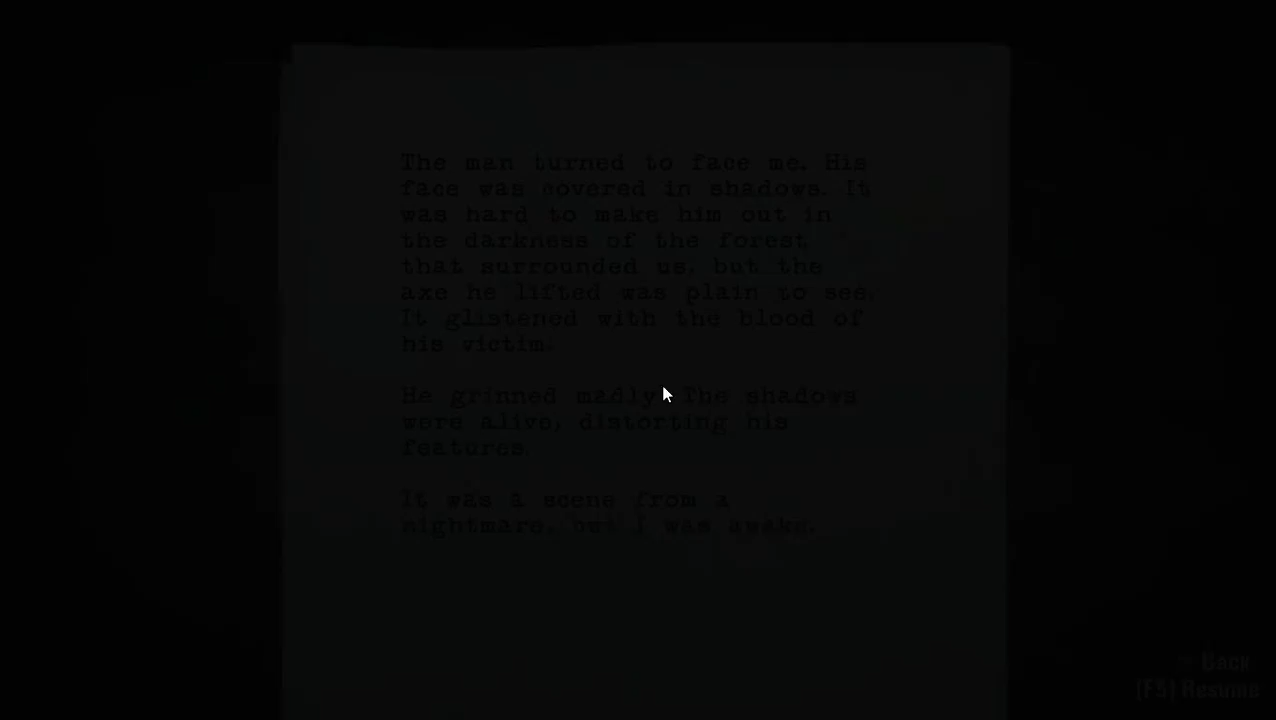 The man turned to face me. His
face was covered in shadows. It
was hard to make him out in
the darkness of the forest
that surrounded us, but the
axe he lifted was plain to see.
It glistened with the blood of
his victim.
He grinned madly. The shadows
were alive, distorting his
features.
It was a scene from a
nightmare, but I was awake.
Back
[F5] Resume